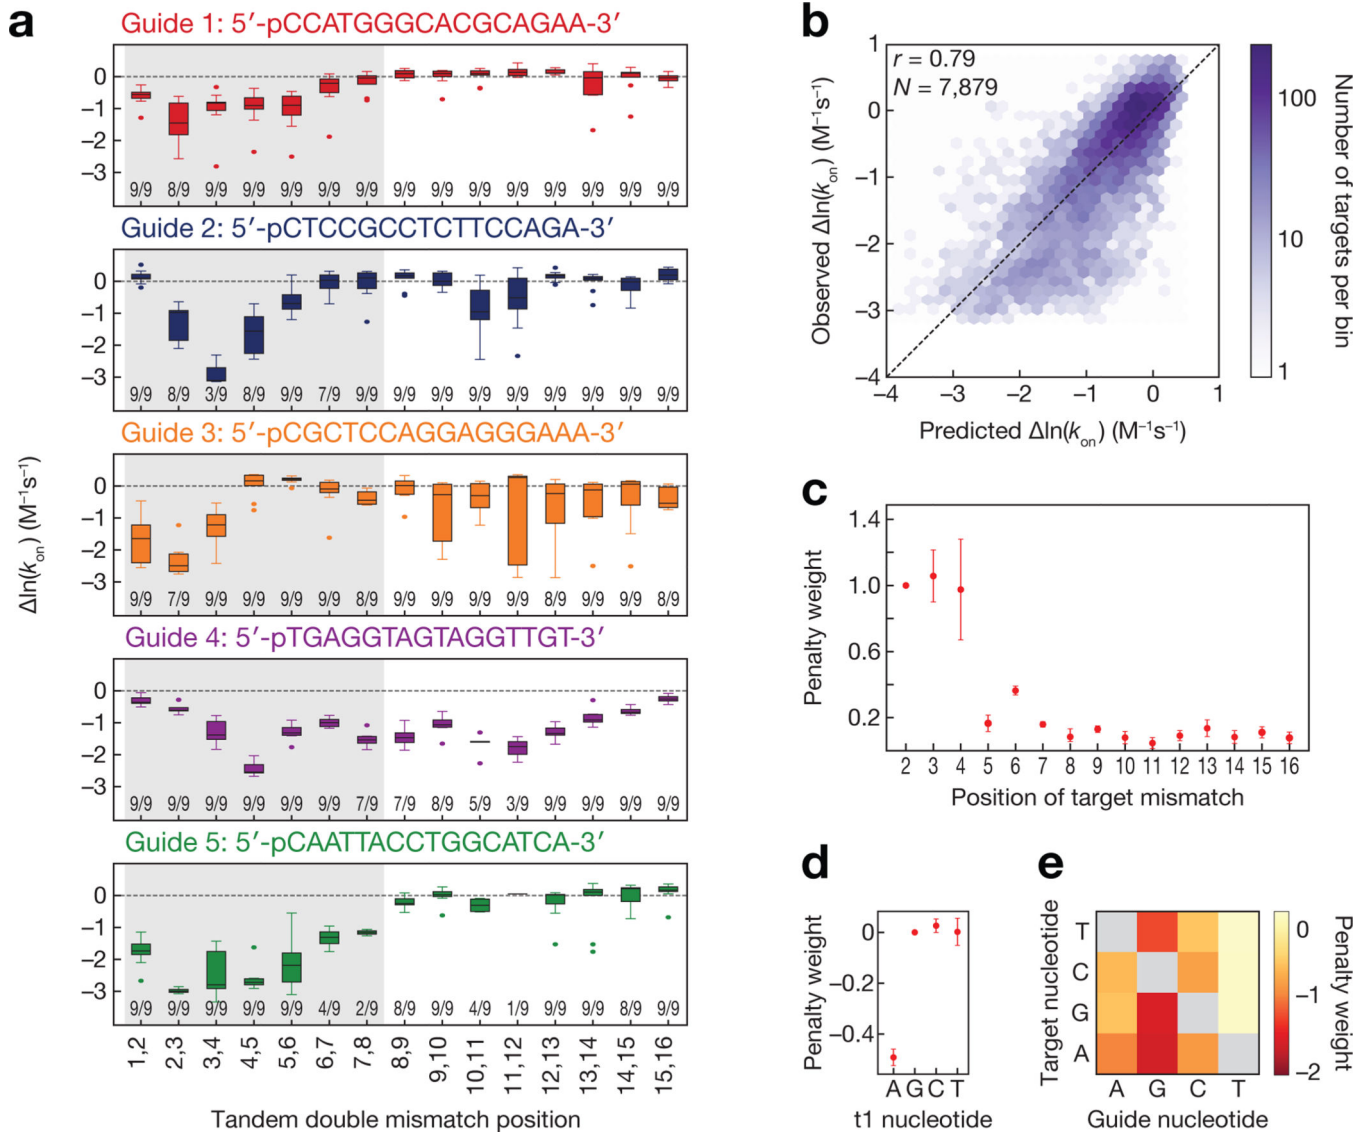 a
Guide 1: 5′-pCCATGGGCACGCAGAA-3′
0
−1
−2
−3
9/9 8/9 9/9 9/9 9/9 9/9 9/9 9/9 9/9 9/9 9/9 9/9 9/9 9/9 9/9
Guide 2: 5′-pCTCCGCCTCTTCCAGA-3′
0
−1
−2
−3
9/9 8/9 3/9 8/9 9/9 7/9 9/9 9/9 9/9 9/9 9/9 9/9 9/9 9/9 9/9
Guide 3: 5′-pCGCTCCAGGAGGGAAA-3′
0
−1
−2
−3
9/9 7/9 9/9 9/9 9/9 9/9 8/9 9/9 9/9 9/9 9/9 8/9 9/9 9/9 8/9
Guide 4: 5′-pTGAGGTAGTAGGTTGT-3′
0
−1
−2
−3
9/9 9/9 9/9 9/9 9/9 9/9 7/9 7/9 8/9 5/9 3/9 9/9 9/9 9/9 9/9
Guide 5: 5′-pCAATTACCTGGCATCA-3′
0
−1
−2
−3
9/9 9/9 9/9 9/9 9/9 4/9 2/9 8/9 9/9 4/9 1/9 9/9 9/9 8/9 9/9
1,2 2,3 3,4 4,5 5,6 6,7 7,8 8,9 9,10 10,11 11,12 12,13 13,14 14,15 15,16
Tandem double mismatch position
Δln(kon) (M−1s−1)
b
r = 0.79
N = 7,879
1
0
−1
−2
−3
−4
−4 −3 −2 −1 0 1
Observed Δln(kon) (M−1s−1)
Predicted Δln(kon) (M−1s−1)
100
10
1
Number of targets per bin
c
1.4
1.0
0.6
0.2
2 3 4 5 6 7 8 9 10 11 12 13 14 15 16
Penalty weight
Position of target mismatch
d
0
−0.2
−0.4
A G C T
Penalty weight
t1 nucleotide
e
T
C
G
A
A G C T
Target nucleotide
Guide nucleotide
0
−1
−2
Penalty weight